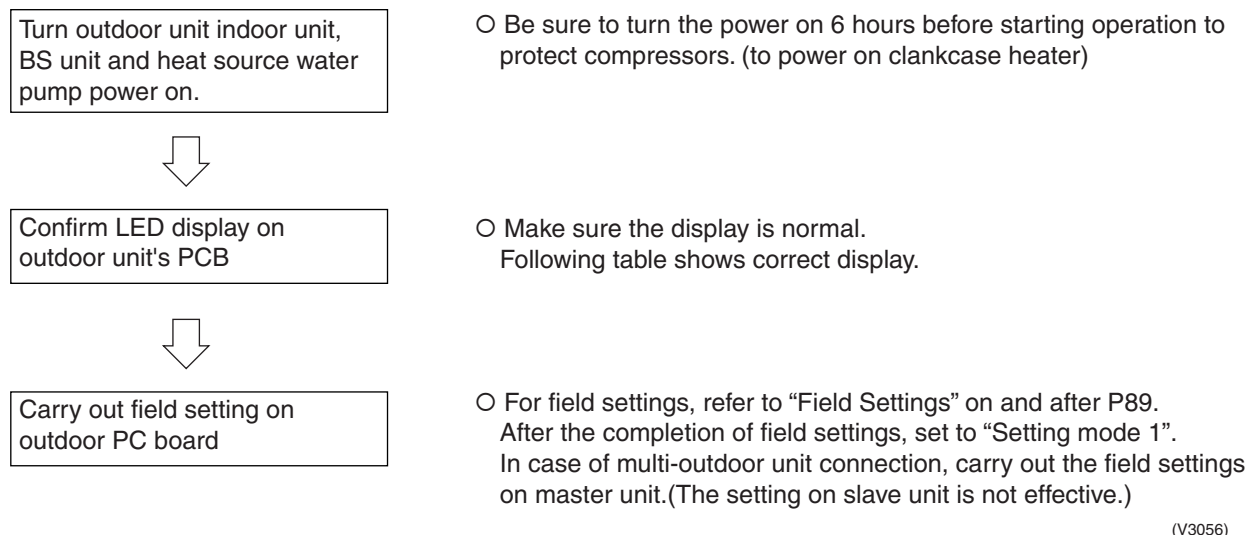 Turn outdoor unit indoor unit,
BS unit and heat source water
pump power on.
O Be sure to turn the power on 6 hours before starting operation to
protect compressors. (to power on clankcase heater)
Confirm LED display on
outdoor unit's PCB
O Make sure the display is normal.
Following table shows correct display.
Carry out field setting on
outdoor PC board
O For field settings, refer to “Field Settings” on and after P89.
After the completion of field settings, set to “Setting mode 1”.
In case of multi-outdoor unit connection, carry out the field settings
on master unit.(The setting on slave unit is not effective.)
(V3056)